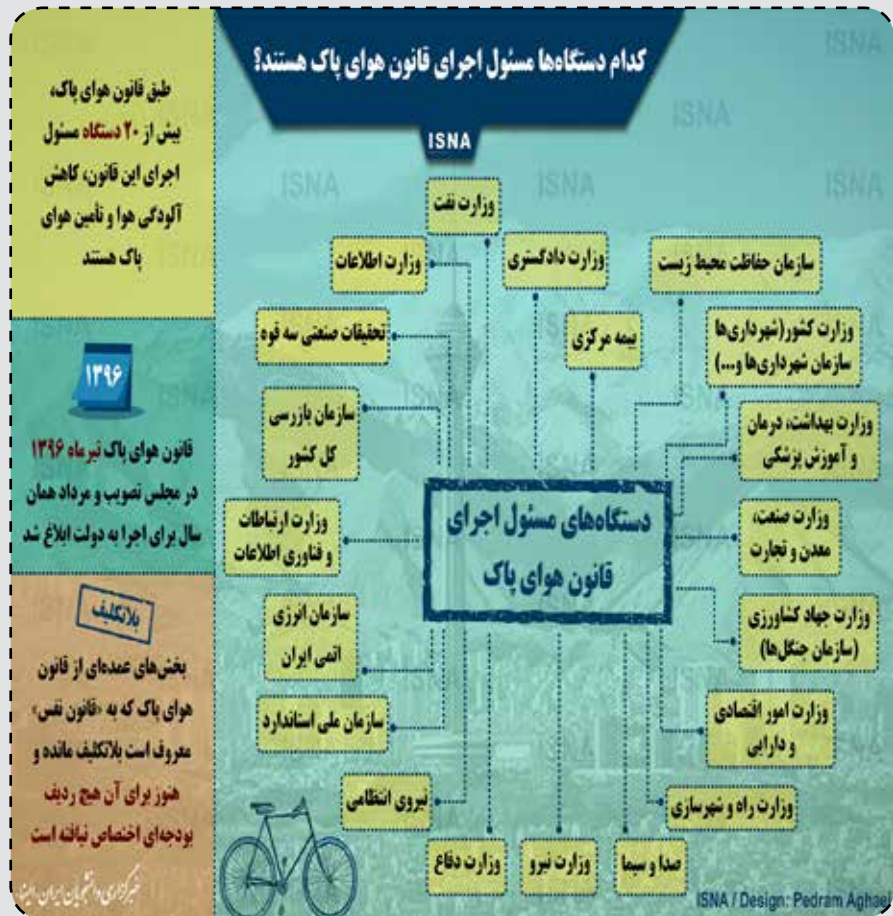 کدام دستگاه‌ها مسئول اجرای قانون هوای پاک هستند؟
ISNA
طبق قانون هوای پاک،
بیش از ۲۰ دستگاه مسئول
اجرای این قانون، کاهش
آلودگی هوا و تأمین هوای
پاک هستند
۱۳۹۶
قانون هوای پاک تیرماه ۱۳۹۶
در مجلس تصویب و مرداد همان
سال برای اجرا به دولت ابلاغ شد
بلاتکلیف
بخش‌های عمده‌ای از قانون
هوای پاک که به «قانون نفس»
معروف است بلاتکلیف مانده و
هنوز برای آن هیچ ردیف
بودجه‌ای اختصاص نیافته است
خبرگزاری دانشجویان ایران، ایسنا
وزارت نفت
سازمان حفاظت محیط زیست
وزارت دادگستری
وزارت اطلاعات
وزارت کشور(شهرداری‌ها
سازمان شهرداری‌ها و...)
بیمه مرکزی
تحقیقات صنعتی سه قوه
وزارت بهداشت، درمان
و آموزش پزشکی
سازمان بازرسی
کل کشور
دستگاه‌های مسئول اجرای
قانون هوای پاک
وزارت صنعت،
معدن و تجارت
وزارت ارتباطات
و فناوری اطلاعات
وزارت جهاد کشاورزی
(سازمان جنگل‌ها)
سازمان انرژی
اتمی ایران
وزارت امور اقتصادی
و دارایی
سازمان ملی استاندارد
وزارت راه و شهرسازی
نیروی انتظامی
صدا و سیما
وزارت نیرو
وزارت دفاع
ISNA / Design: Pedram Aghaei